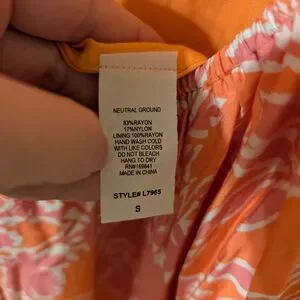 NEUTRAL GROUND
83%RAYON
17%NYLON
LINING:100%RAYON
HAND WASH COLD
WITH LIKE COLORS
DO NOT BLEACH
HANG TO DRY
RN#169641
MADE IN CHINA
STYLE# L7965
S